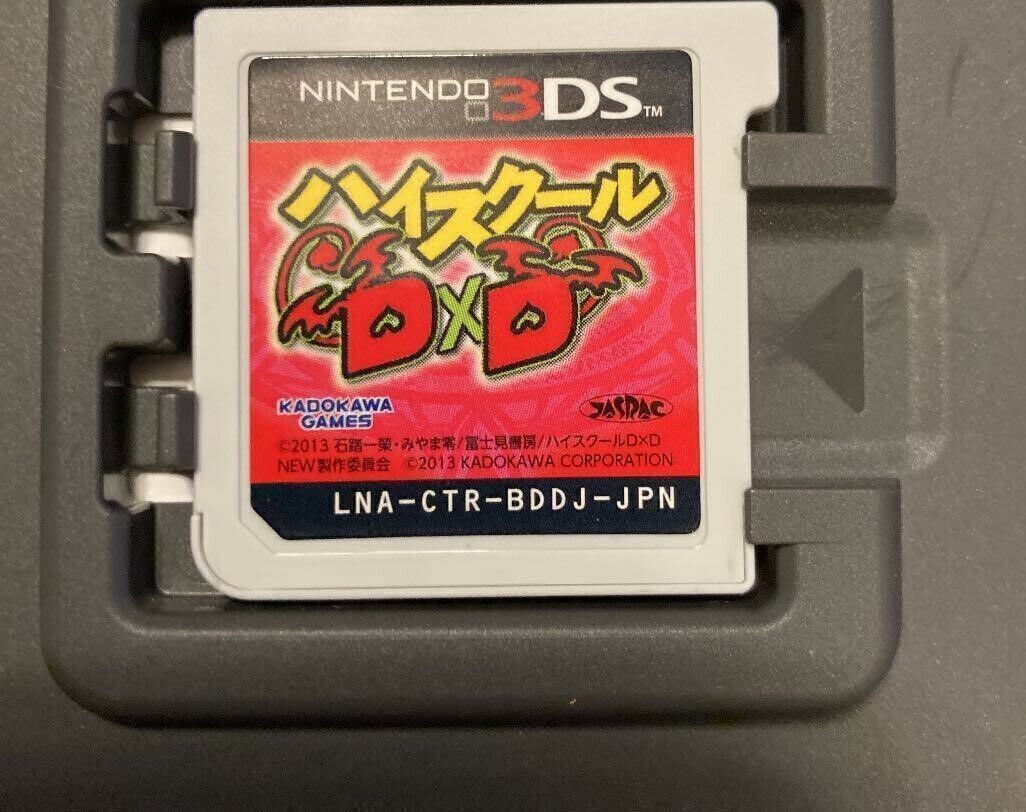 NINTENDO 3DS™
ハイスクール
D×D
KADOKAWA
GAMES
JASRAC
©2013 石踏一榮・みやま零/富士見書房/ハイスクールD×D
NEW製作委員会 ©2013 KADOKAWA CORPORATION
LNA-CTR-BDDJ-JPN